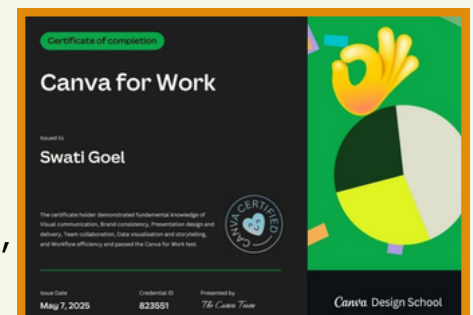 Certificate of completion
Canva for Work
Issued to
Swati Goel
The certificate holder demonstrated fundamental knowledge of
Visual communication, Brand consistency, Presentation design and
delivery, Team collaboration, Data visualisation and storytelling,
and Workflow efficiency and passed the Canva for Work test.
CANVA CERTIFIED
,
Issue Date
Credential ID
Presented by
May 7, 2025
823551
The Canva Team
Canva Design School